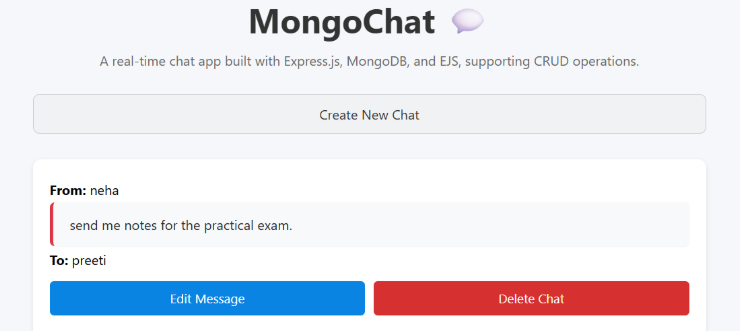 MongoChat 💬
A real-time chat app built with Express.js, MongoDB, and EJS, supporting CRUD operations.
Create New Chat
From: neha
send me notes for the practical exam.
To: preeti
Edit Message
Delete Chat